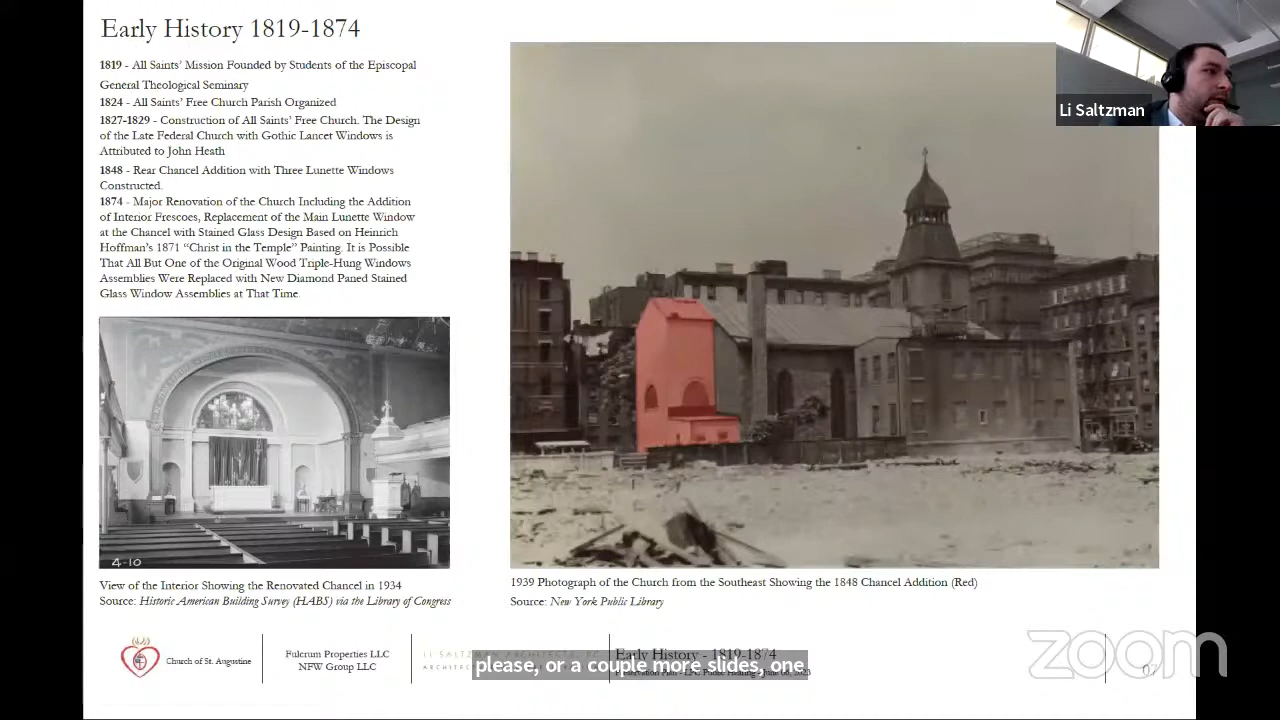 Early History 1819-1874
1819 - All Saints' Mission Founded by Students of the Episcopal
General Theological Seminary
1824 - All Saints' Free Church Parish Organized
1827-1829 - Construction of All Saints' Free Church. The Design
of the Late Federal Church with Gothic Lancet Windows is
Attributed to John Heath
1848 - Rear Chancel Addition with Three Lunette Windows
Constructed.
1874 - Major Renovation of the Church Including the Addition
of Interior Frescoes, Replacement of the Main Lunette Window
at the Chancel with Stained Glass Design Based on Heinrich
Hoffman's 1871 “Christ in the Temple” Painting. It is Possible
That All But One of the Original Wood Triple-Hung Windows
Assemblies Were Replaced with New Diamond Paned Stained
Glass Window Assemblies at That Time.
4-10
View of the Interior Showing the Renovated Chancel in 1934
Source: Historic American Building Survey (HABS) via the Library of Congress
Li Saltzman
1939 Photograph of the Church from the Southeast Showing the 1848 Chancel Addition (Red)
Source: New York Public Library
Church of St. Augustine
Fulcrum Properties LLC
NFW Group LLC
LI SALTZMAN ARCHITECTS, PC
Early History - 1819-1874
please, or a couple more slides, one
zoom
07